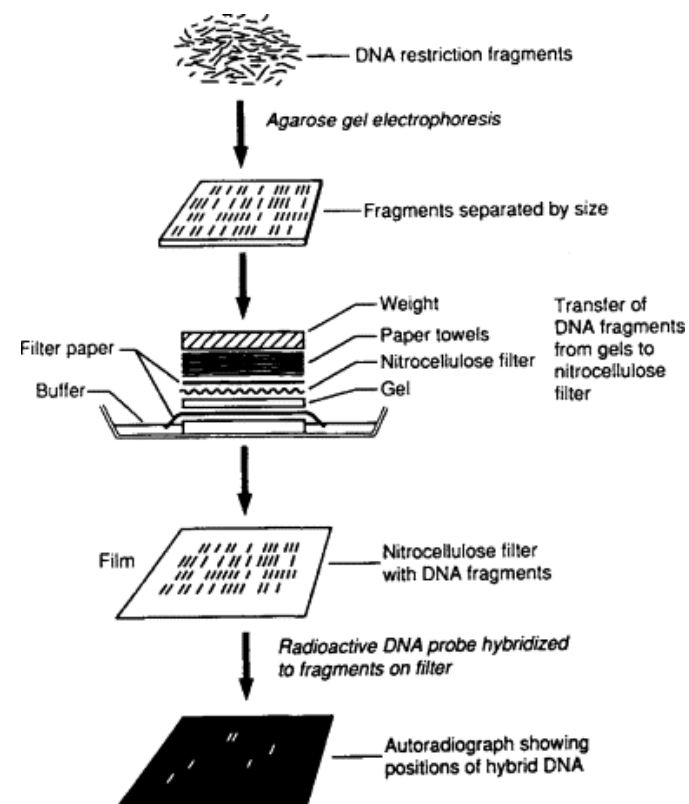 DNA restriction fragments
Agarose gel electrophoresis
Fragments separated by size
Weight
Paper towels
Nitrocellulose filter
Gel
Filter paper
Buffer
Transfer of
DNA fragments
from gels to
nitrocellulose
filter
Film
Nitrocellulose filter
with DNA fragments
Radioactive DNA probe hybridized
to fragments on filter
Autoradiograph showing
positions of hybrid DNA